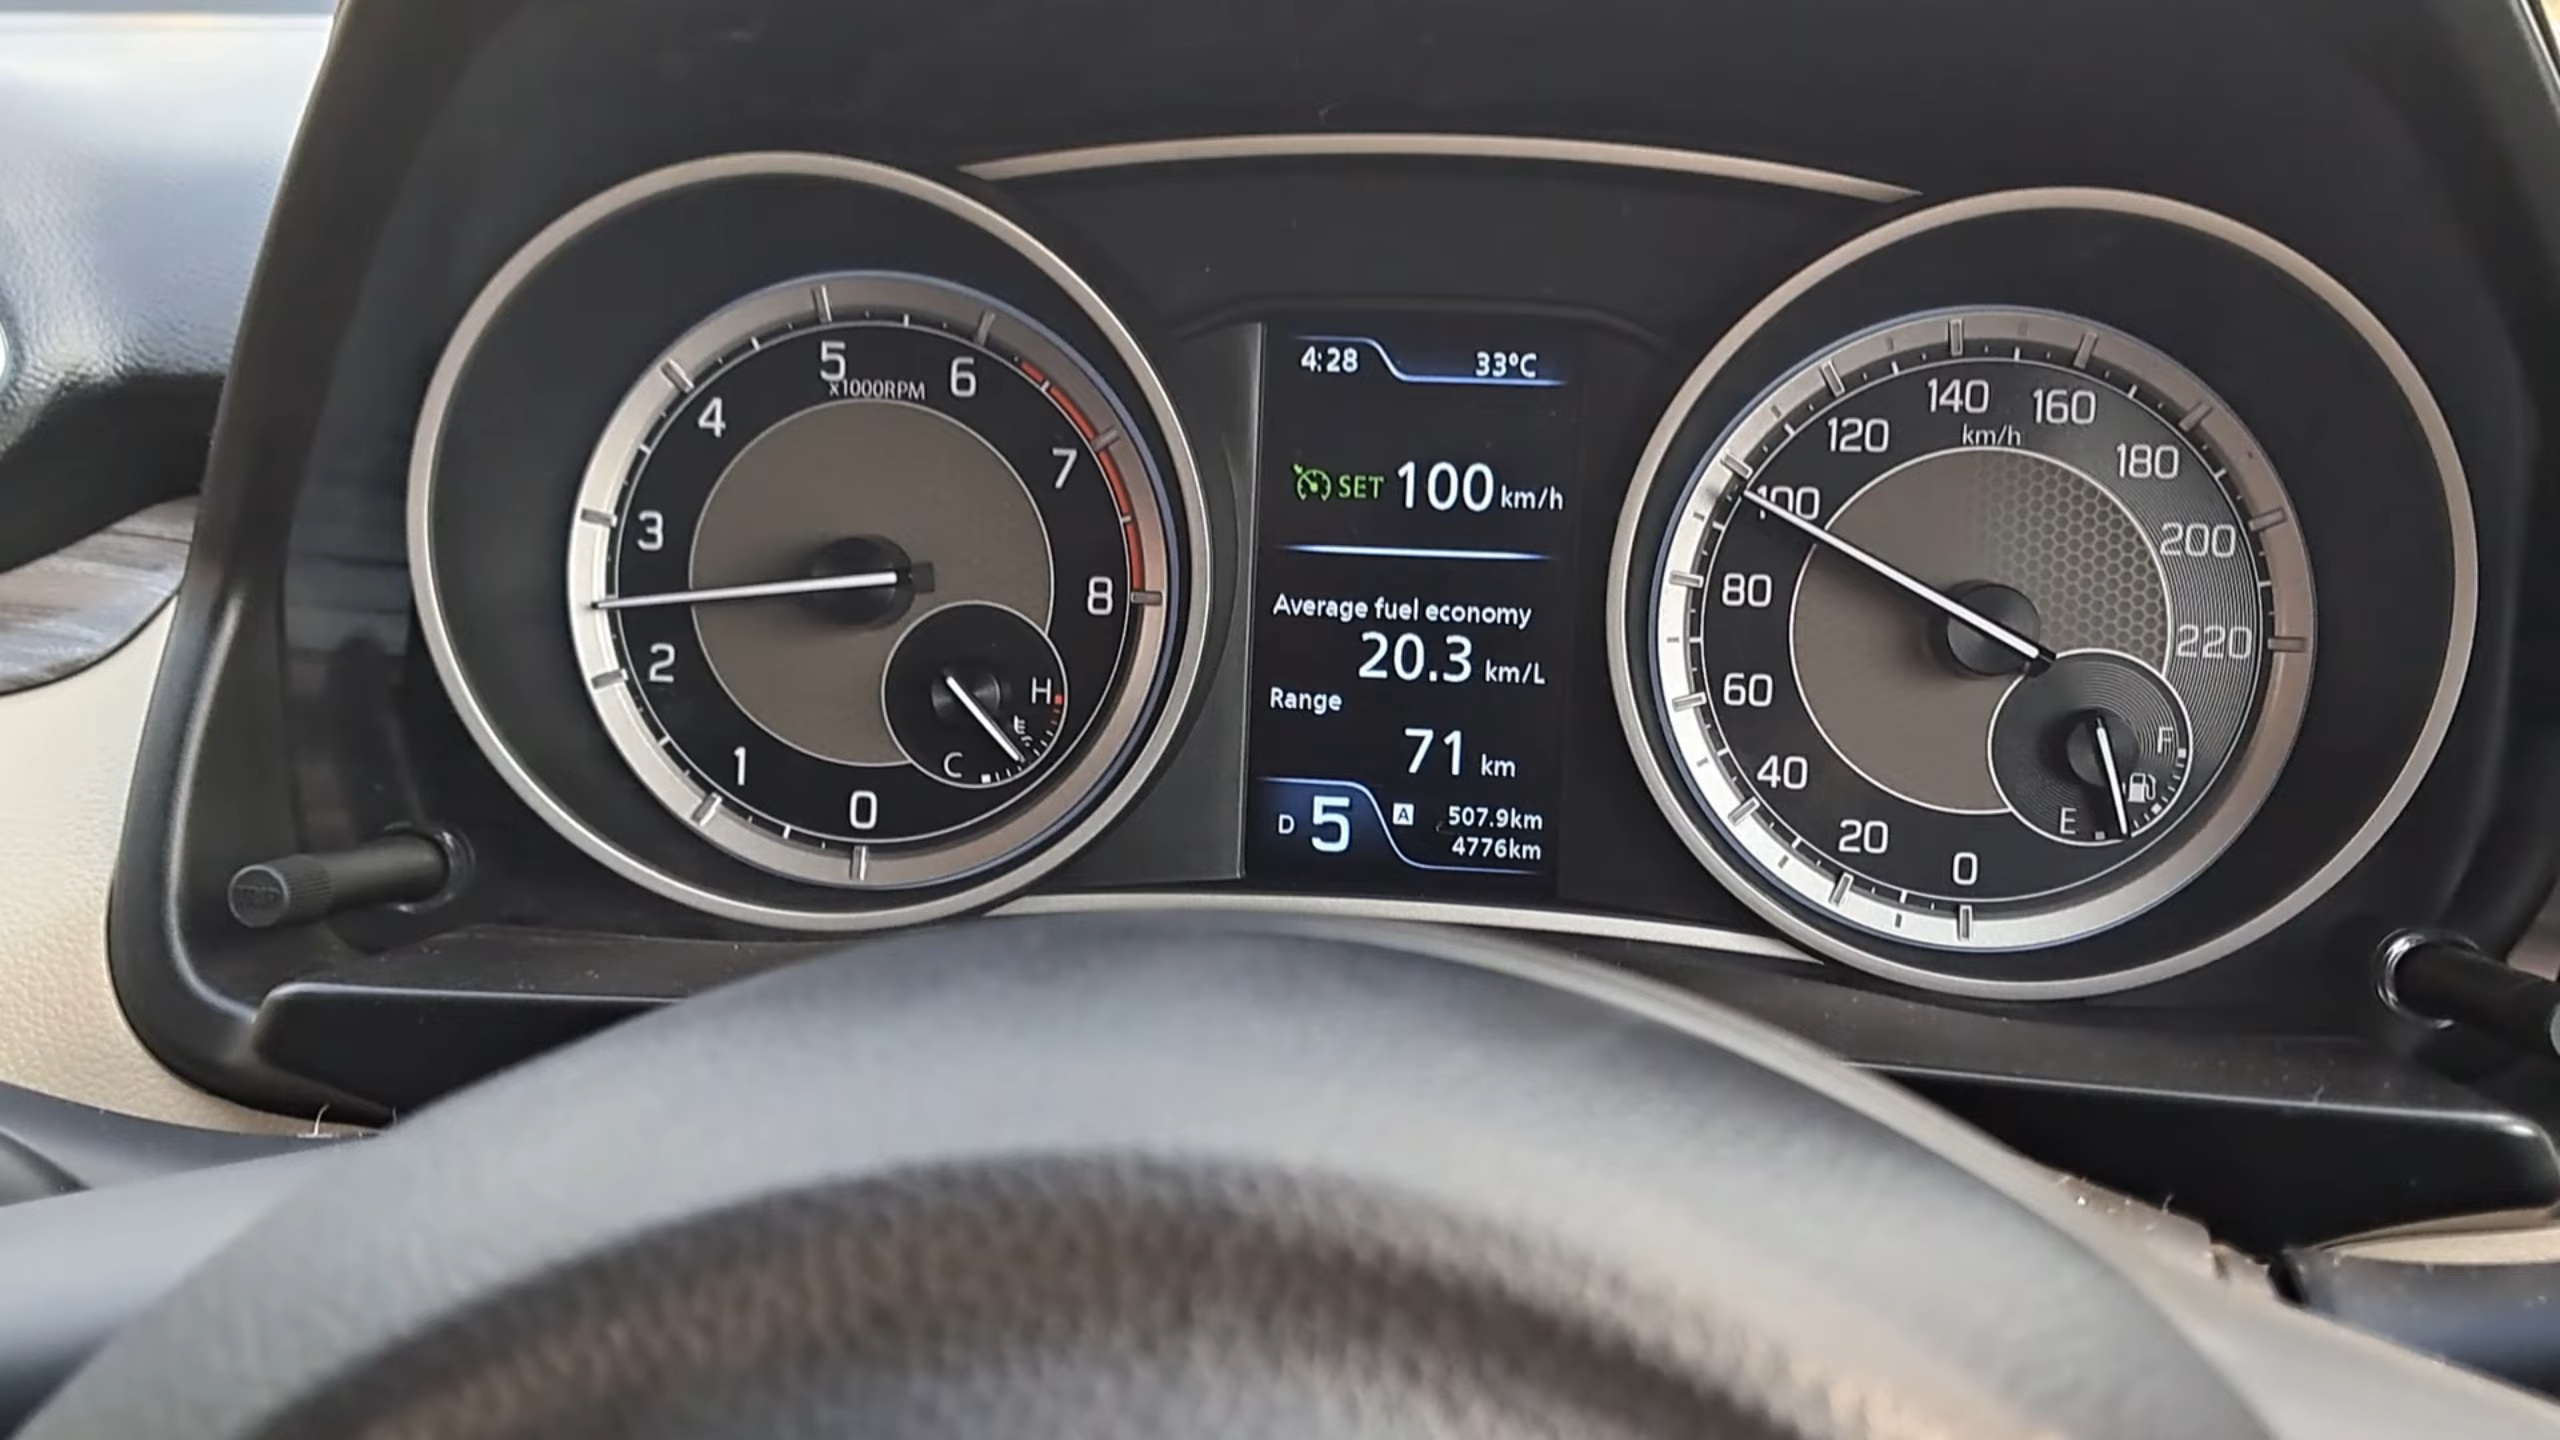 5
x1000RPM
6
4
7
3
8
2
1
0
H
C
4:28
33°C
SET 100 km/h
Average fuel economy
20.3 km/L
Range
71 km
D 5
A 507.9km
4776km
140
160
km/h
120
180
100
200
80
220
60
40
20
0
F
E